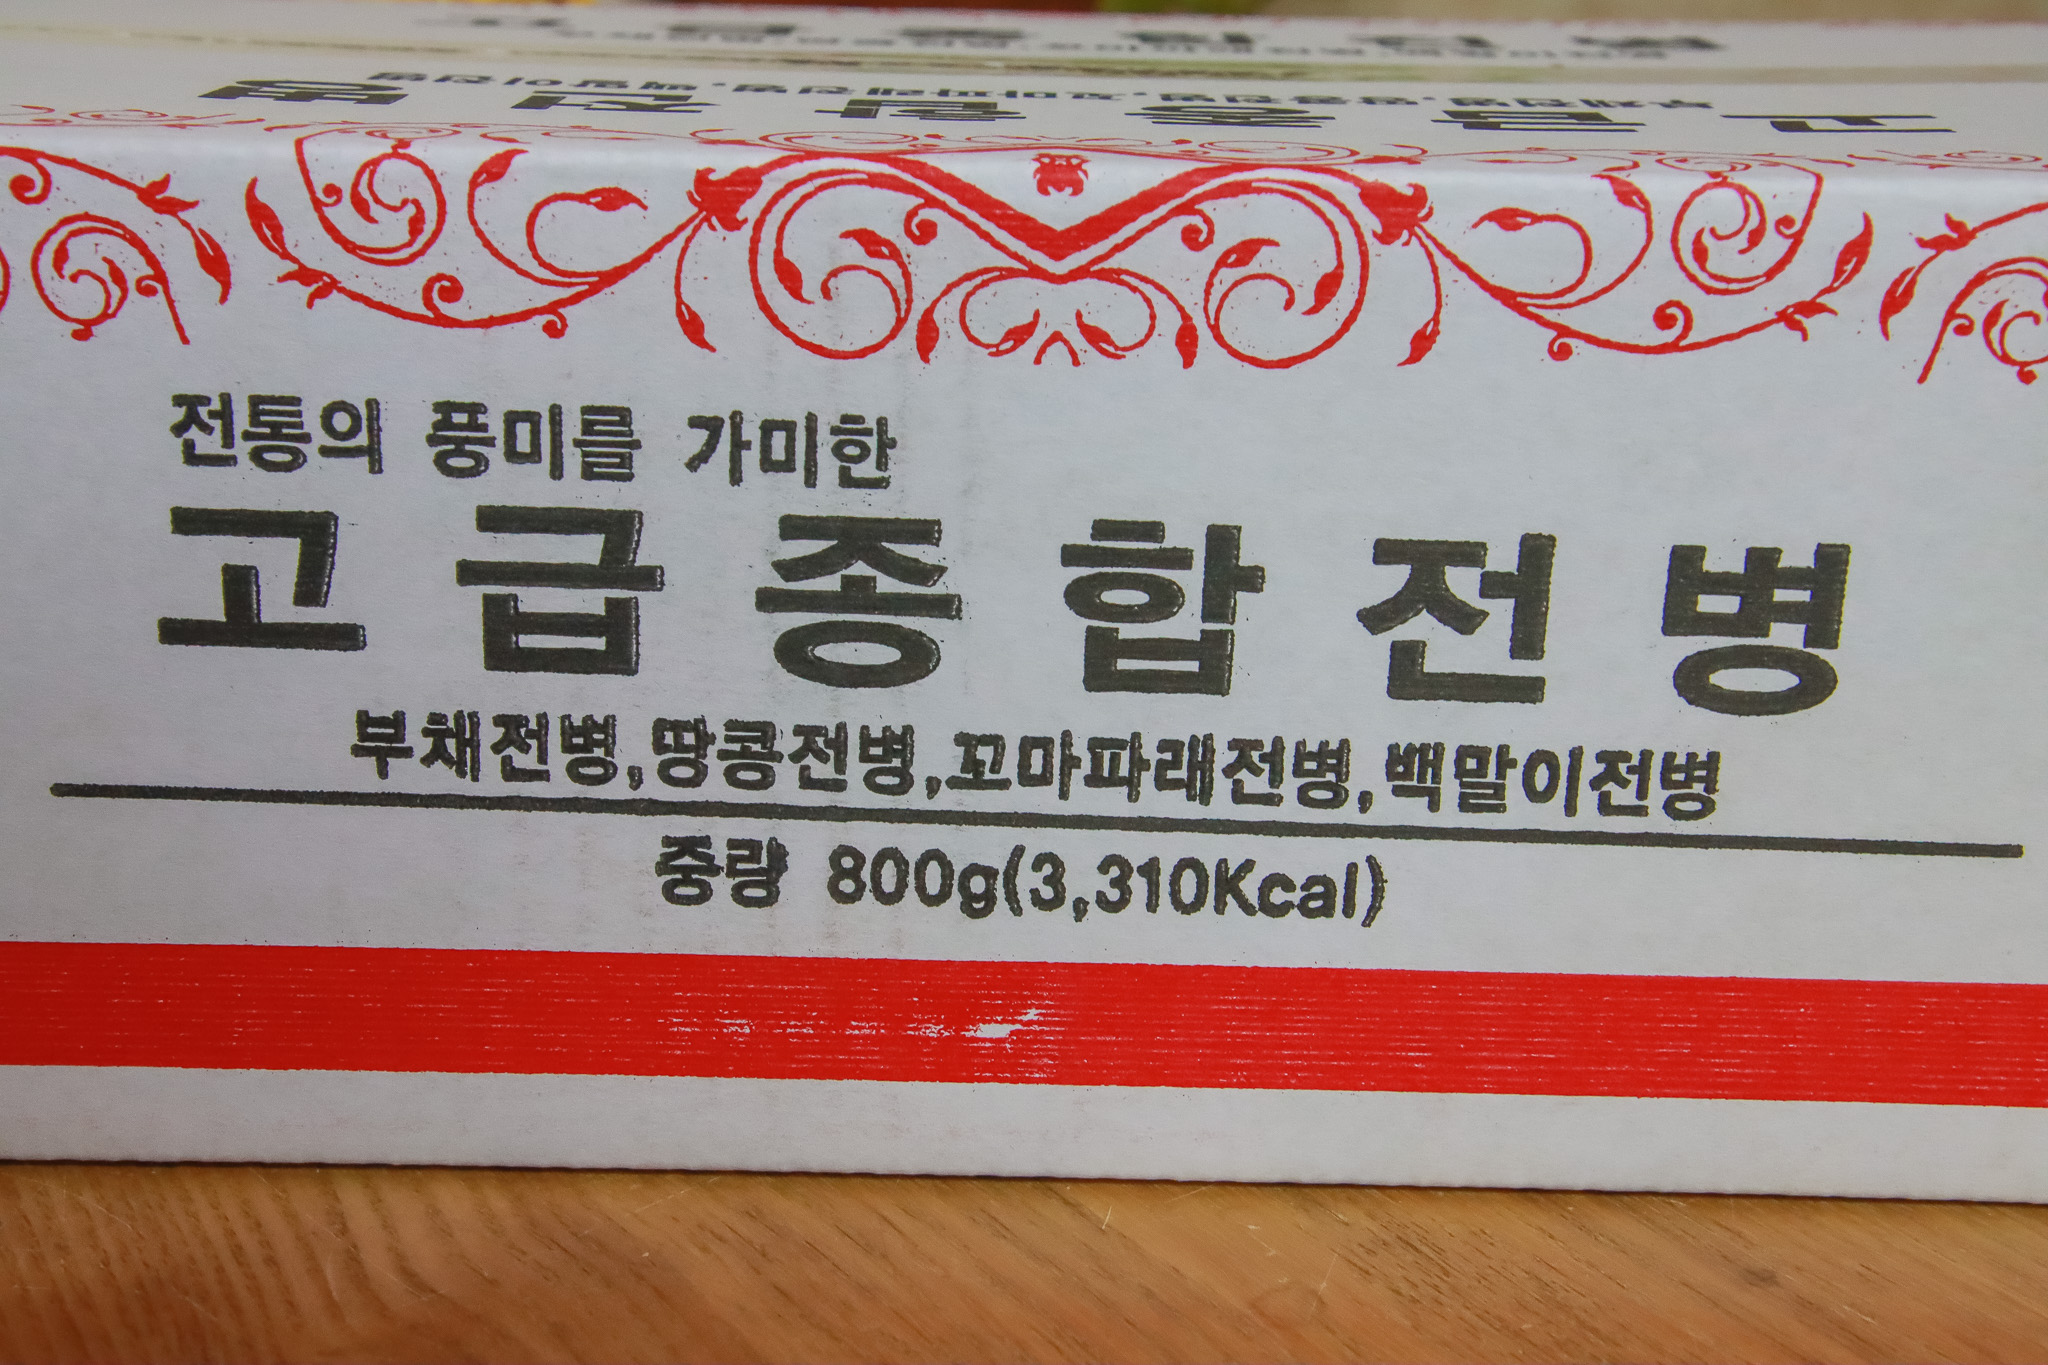 전통의 풍미를 가미한
고급종합전병
부채전병,땅콩전병,꼬마파래전병,백말이전병
중량 800g(3,310Kcal)